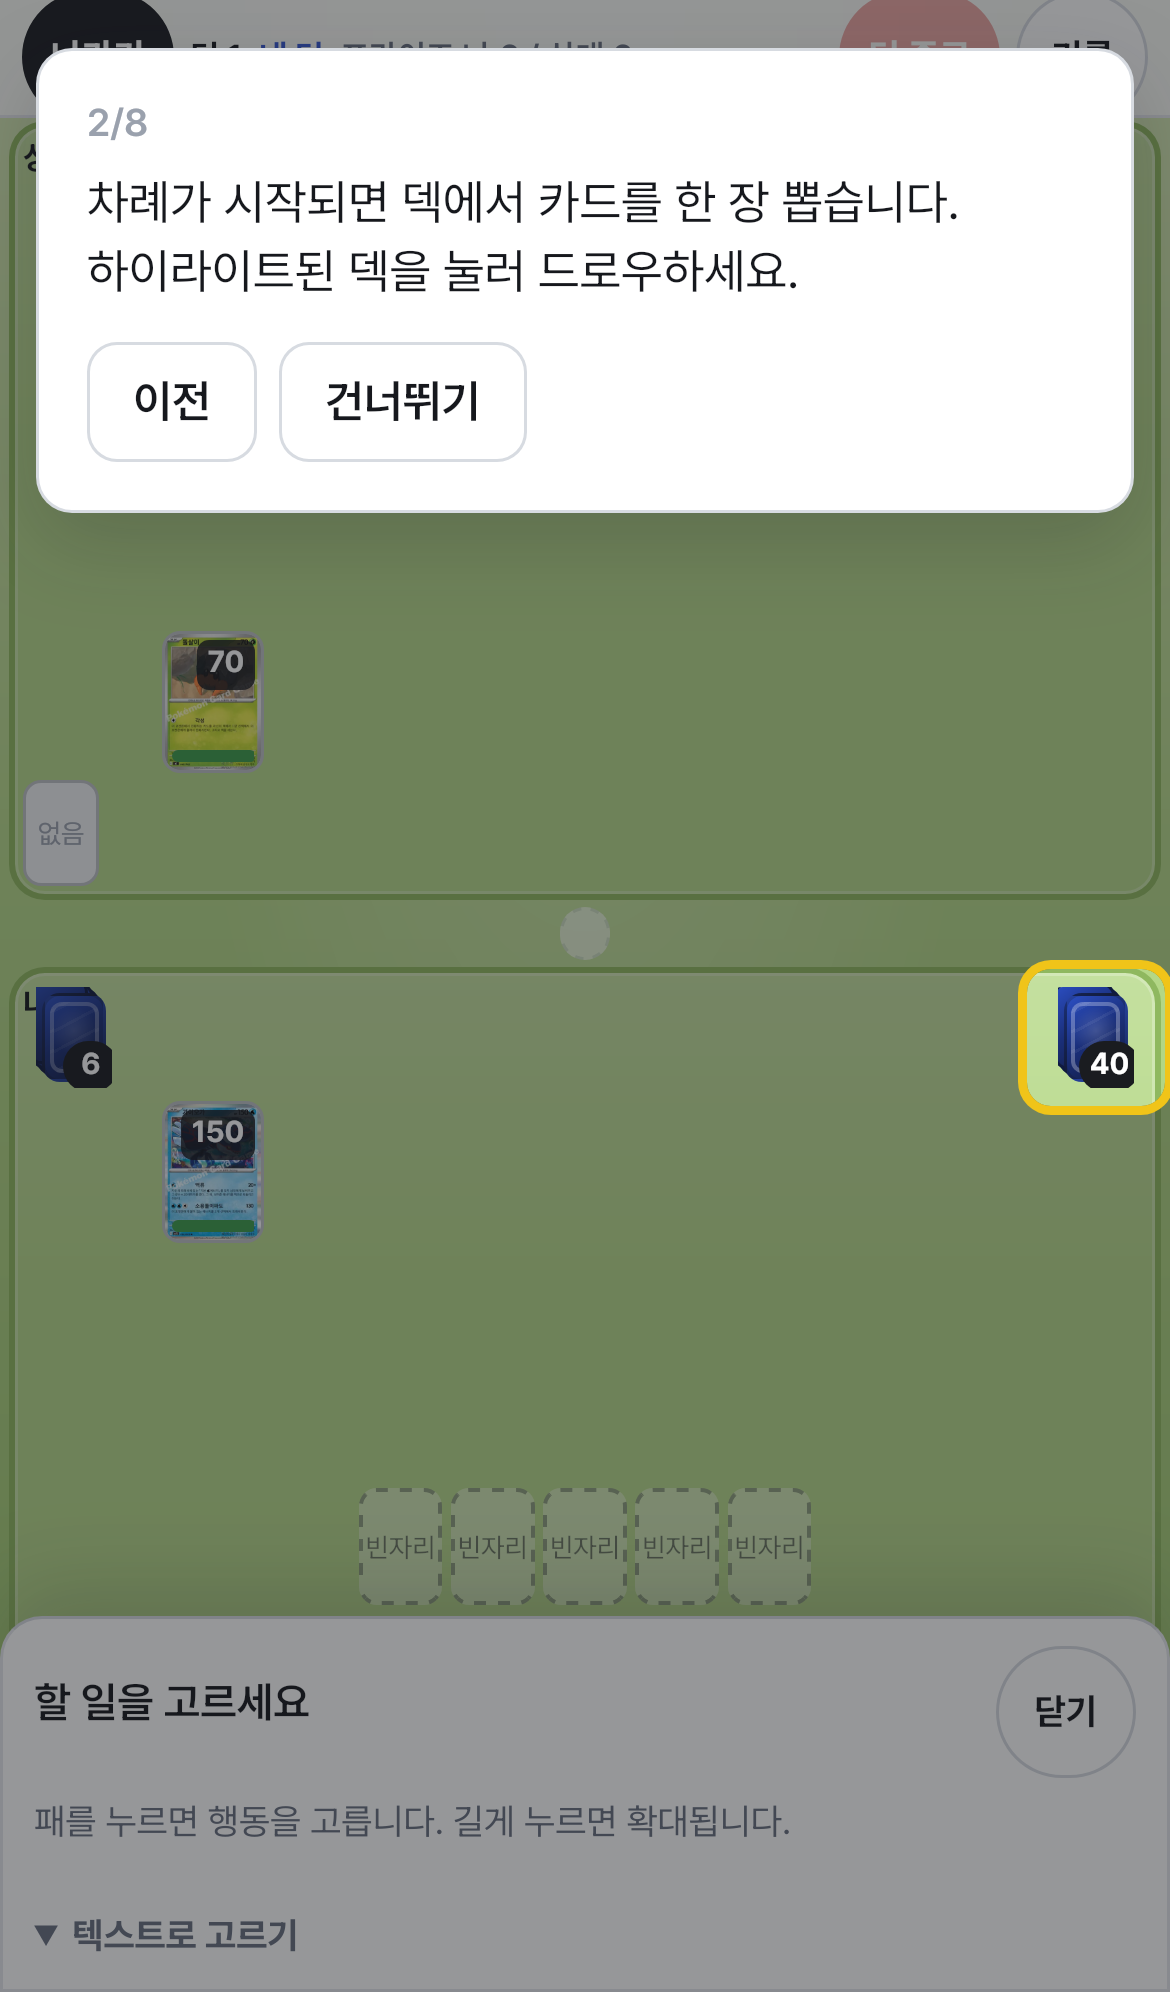 2/8
차례가 시작되면 덱에서 카드를 한 장 뽑습니다.
하이라이트된 덱을 눌러 드로우하세요.
이전
건너뛰기
70
없음
6
40
150
빈자리
빈자리
빈자리
빈자리
빈자리
할 일을 고르세요
닫기
패를 누르면 행동을 고릅니다. 길게 누르면 확대됩니다.
▼ 텍스트로 고르기